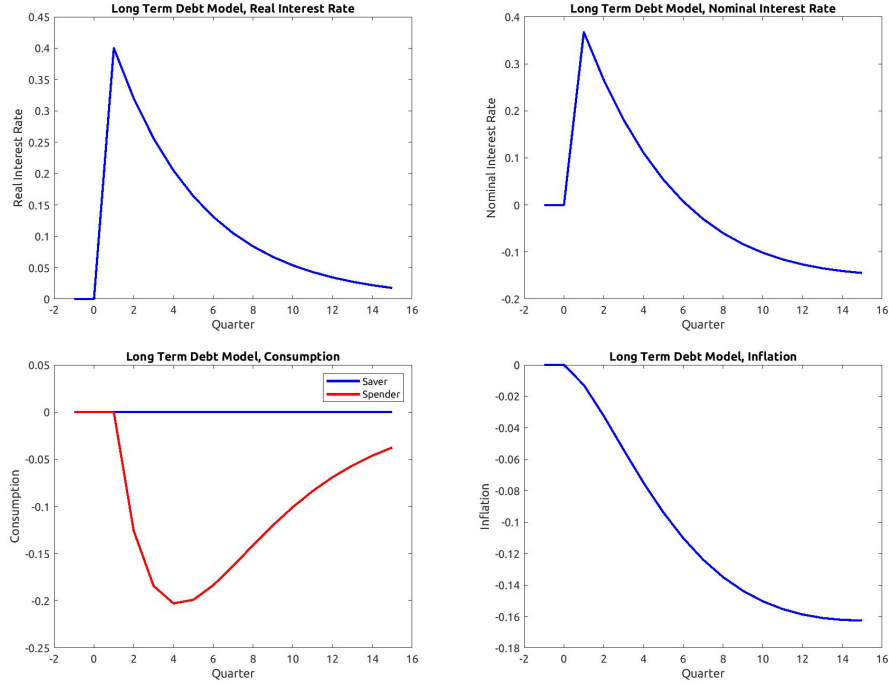 Long Term Debt Model, Real Interest Rate
0.45
0.4
0.35
0.3
0.25
0.2
0.15
0.1
0.05
0
-2 0 2 4 6 8 10 12 14 16
Real Interest Rate
Quarter
Long Term Debt Model, Nominal Interest Rate
0.4
0.3
0.2
0.1
0
-0.1
-0.2
-2 0 2 4 6 8 10 12 14 16
Nominal Interest Rate
Quarter
Long Term Debt Model, Consumption
0.05
0
-0.05
-0.1
-0.15
-0.2
-0.25
-2 0 2 4 6 8 10 12 14 16
Consumption
Quarter
Saver
Spender
Long Term Debt Model, Inflation
0
-0.02
-0.04
-0.06
-0.08
-0.1
-0.12
-0.14
-0.16
-0.18
-2 0 2 4 6 8 10 12 14 16
Inflation
Quarter